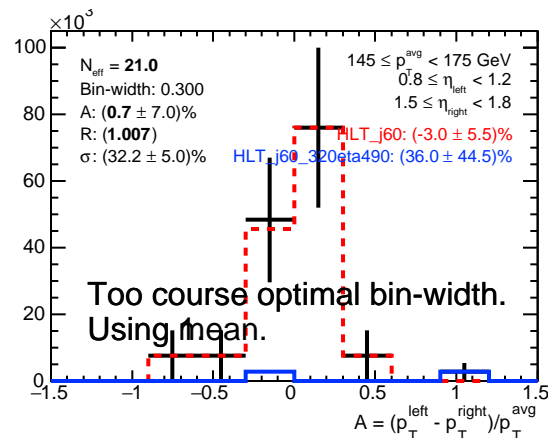 ×10³
N_eff = 21.0
Bin-width: 0.300
A: (0.7 ± 7.0)%
R: (1.007)
σ: (32.2 ± 5.0)%
145 ≤ p_T^avg < 175 GeV
0.8 ≤ η_left < 1.2
1.5 ≤ η_right < 1.8
HLT_j60: (-3.0 ± 5.5)%
HLT_j60_320eta490: (36.0 ± 44.5)%
100
80
60
40
20
0
Too course optimal bin-width.
Using mean.
−1.5 −1 −0.5 0 0.5 1 1.5
A = (p_T^left - p_T^right)/p_T^avg